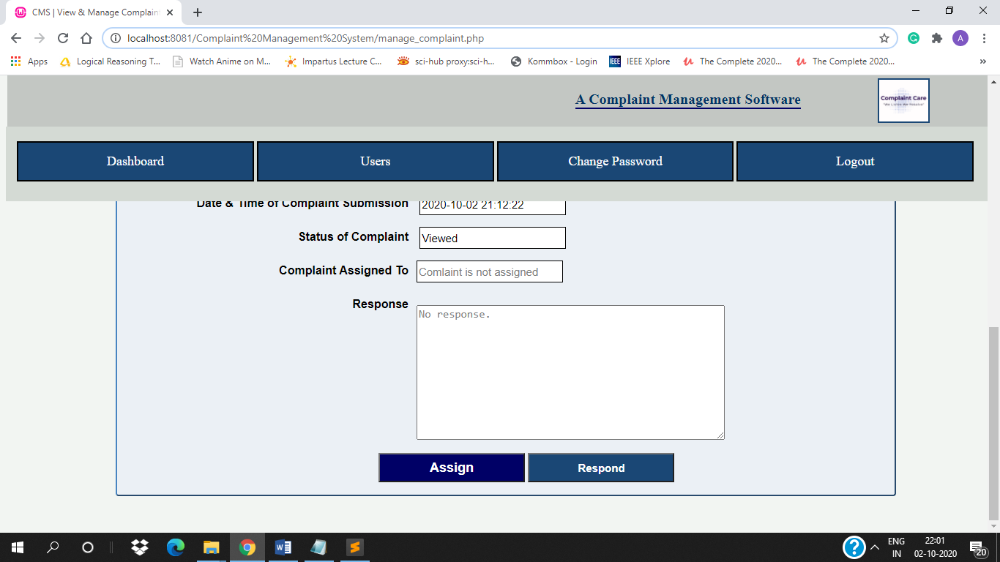 CMS | View & Manage Complain
localhost:8081/Complaint%20Management%20System/manage_complaint.php
A
Apps
Logical Reasoning T...
Watch Anime on M...
Impartus Lecture C...
sci-hub proxy:sci-h...
Kommbox - Login
IEEE
IEEE Xplore
The Complete 2020...
The Complete 2020...
A Complaint Management Software
Complaint Care
Dashboard
Users
Change Password
Logout
Date & Time of Complaint Submission
2020-10-02 21:12:22
Status of Complaint
Viewed
Complaint Assigned To
Comlaint is not assigned
Response
No response.
Assign
Respond
ENG
IN
22:01
02-10-2020
20